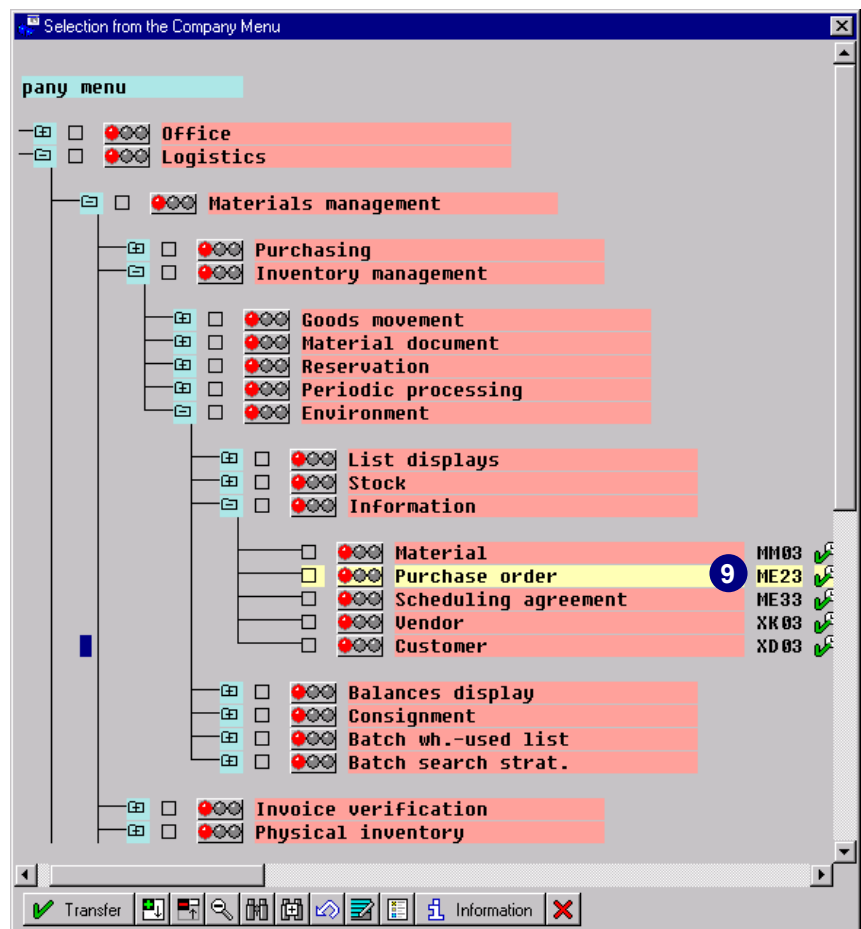 Selection from the Company Menu
pany menu
Office
Logistics
Materials management
Purchasing
Inventory management
Goods movement
Material document
Reservation
Periodic processing
Environment
List displays
Stock
Information
Material MM03
Purchase order 9 ME23
Scheduling agreement ME33
Vendor XK03
Customer XD03
Balances display
Consignment
Batch wh.-used list
Batch search strat.
Invoice verification
Physical inventory
Transfer Information